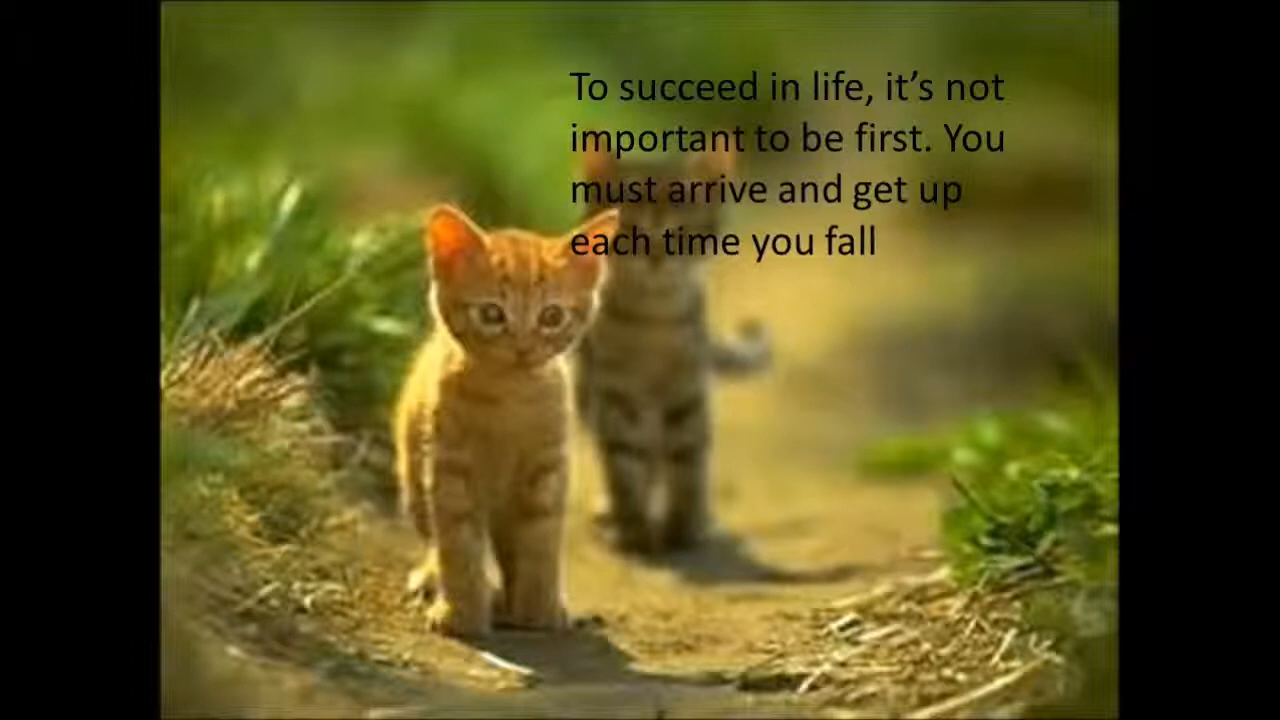 To succeed in life, it’s not
important to be first. You
must arrive and get up
each time you fall